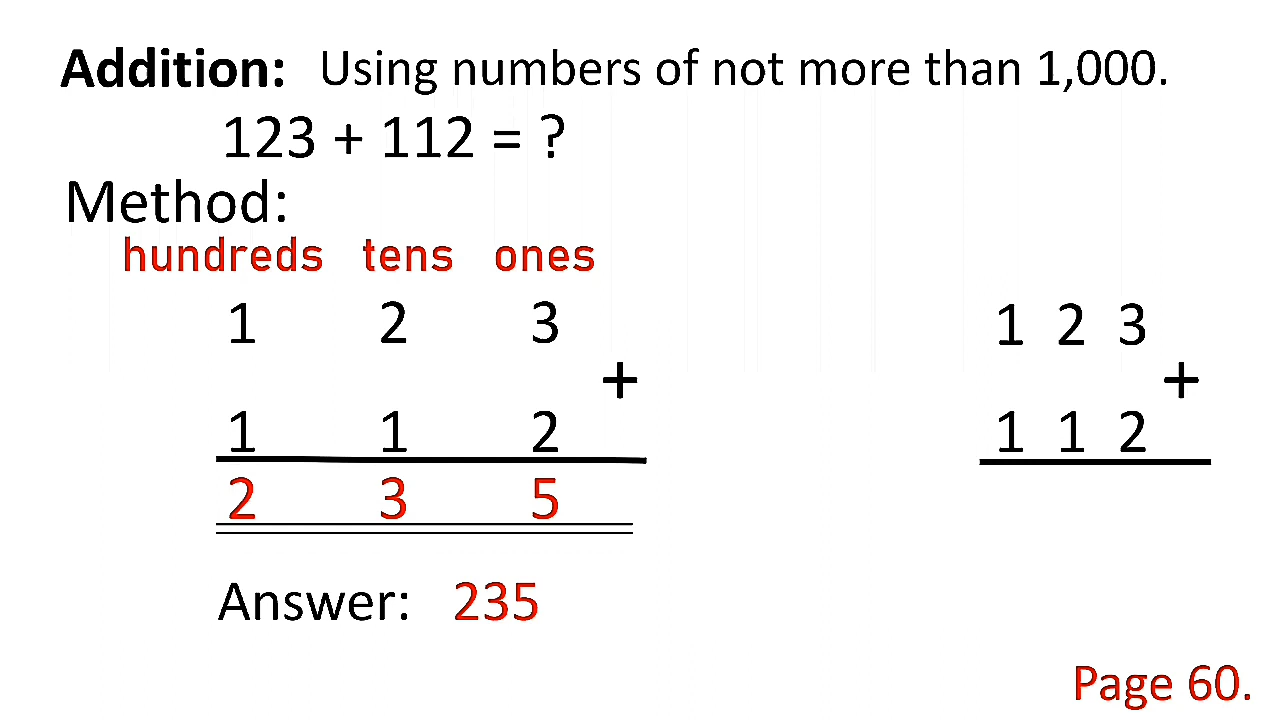 Addition: Using numbers of not more than 1,000.
123 + 112 = ?
Method:
hundreds tens ones
1 2 3
+
1 1 2
2 3 5
Answer: 235
1 2 3
+
1 1 2
Page 60.